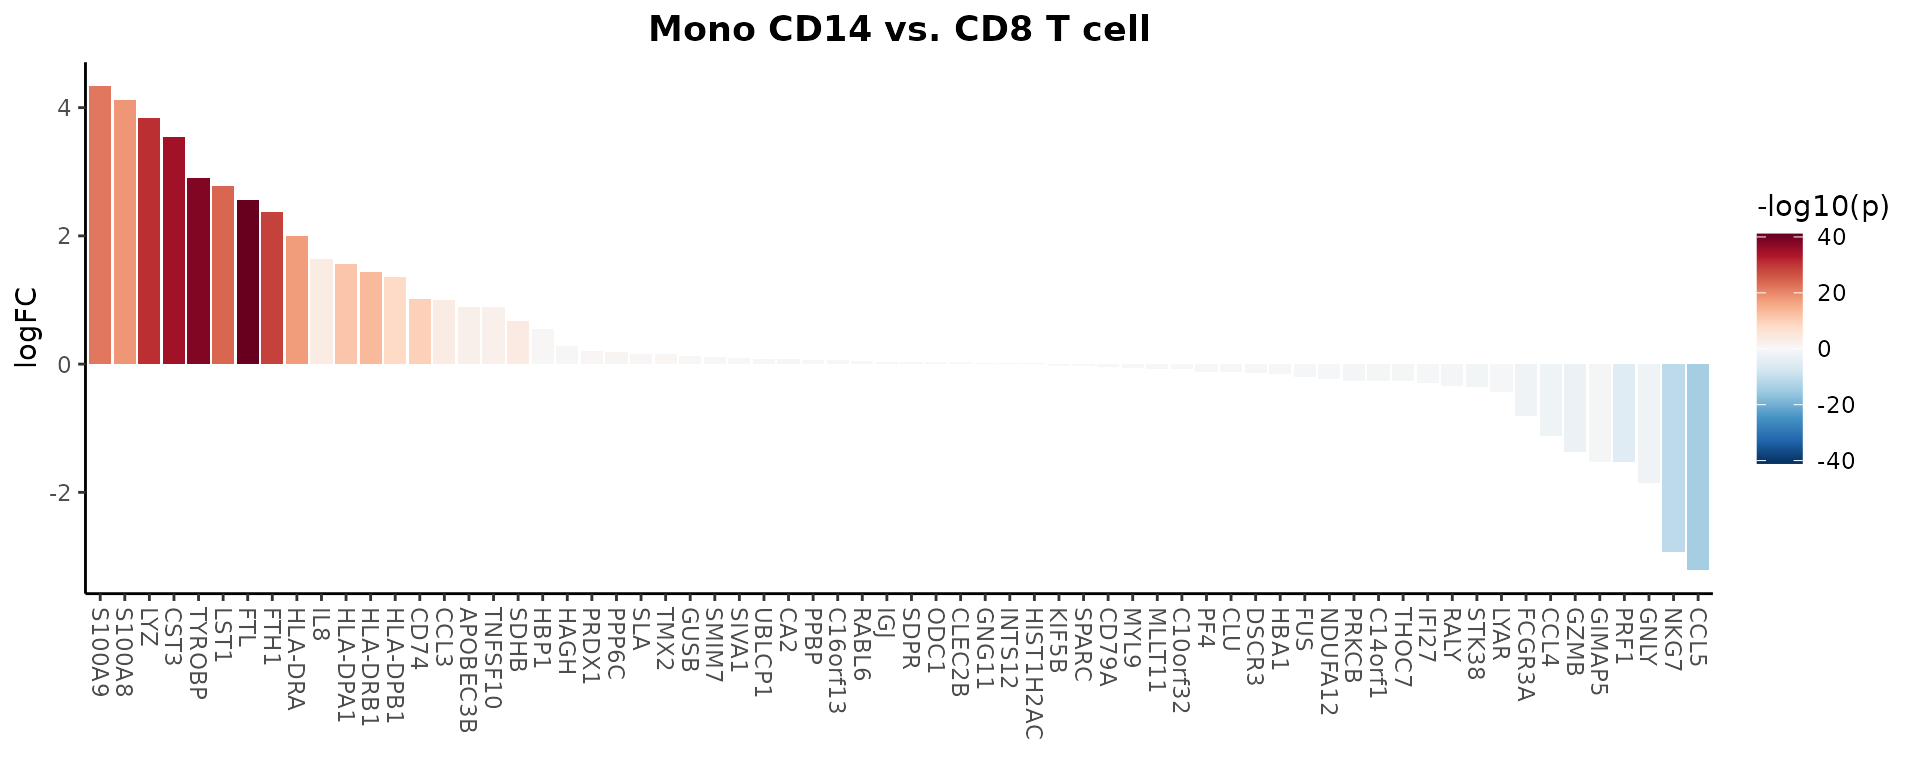 Mono CD14 vs. CD8 T cell
logFC
4
2
0
-2
S100A9
S100A8
LYZ
CST3
TYROBP
LST1
FTL
FTH1
HLA-DRA
IL8
HLA-DPA1
HLA-DRB1
HLA-DPB1
CD74
CCL3
APOBEC3B
TNFSF10
SDHB
HBP1
HAGH
PRDX1
PPP6C
SLA
TMX2
GUSB
SMIM7
SIVA1
UBLCP1
CA2
PPBP
C16orf13
RABL6
IGJ
SDPR
ODC1
CLEC2B
GNG11
INTS12
HIST1H2AC
KIF5B
SPARC
CD79A
MYL9
MLLT11
C10orf32
PF4
CLU
DSCR3
HBA1
FUS
NDUFA12
PRKCB
C14orf1
THOC7
IFI27
RALY
STK38
LYAR
FCGR3A
CCL4
GZMB
GIMAP5
PRF1
GNLY
NKG7
CCL5
-log10(p)
40
20
0
-20
-40